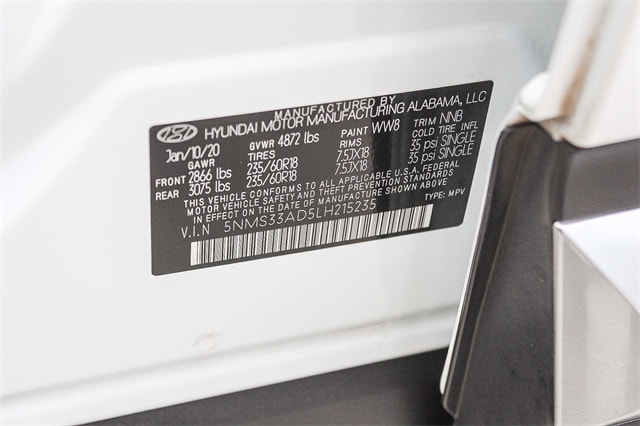 MANUFACTURED BY
HYUNDAI MOTOR MANUFACTURING ALABAMA, LLC
Jan/10/20 GVWR 4872 lbs PAINT WW8 TRIM NNB
GAWR TIRES COLD TIRE INFL
FRONT 2866 lbs 235/60R18 7.5JX18 35 psi SINGLE
REAR 3075 lbs 235/60R18 7.5JX18 35 psi SINGLE
THIS VEHICLE CONFORMS TO ALL APPLICABLE U.S.A. FEDERAL
MOTOR VEHICLE SAFETY AND THEFT PREVENTION STANDARDS
IN EFFECT ON THE DATE OF MANUFACTURE SHOWN ABOVE.
V.I.N 5NMS33AD5LH215235 TYPE: MPV